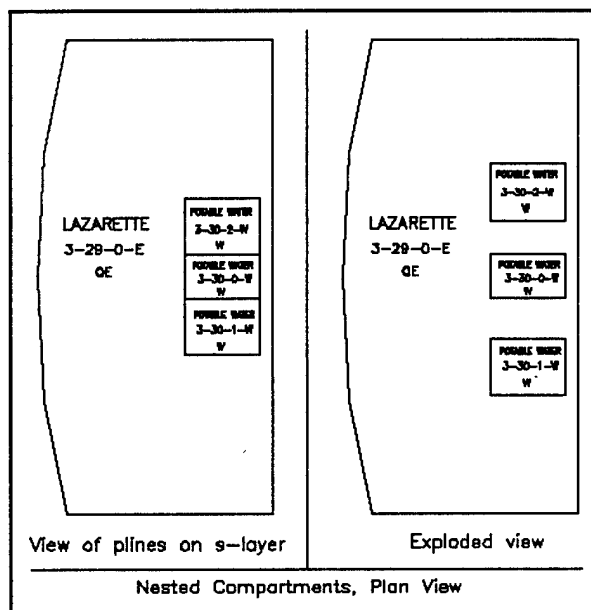 LAZARETTE
3-29-0-E
QE
POTABLE WATER
3-30-2-W
W
POTABLE WATER
3-30-0-W
W
POTABLE WATER
3-30-1-W
W
View of plines on s-layer
LAZARETTE
3-29-0-E
QE
POTABLE WATER
3-30-2-W
W
POTABLE WATER
3-30-0-W
W
POTABLE WATER
3-30-1-W
W
Exploded view
Nested Compartments, Plan View